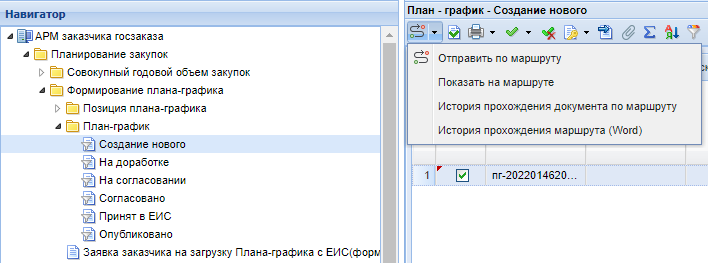 Навигатор
АРМ заказчика госзаказа
Планирование закупок
Совокупный годовой объем закупок
Формирование плана-графика
Позиция плана-графика
План-график
Создание нового
На доработке
На согласовании
Согласовано
Принят в ЕИС
Опубликовано
Заявка заказчика на загрузку Плана-графика с ЕИС(форм
План - график - Создание нового
Отправить по маршруту
Показать на маршруте
История прохождения документа по маршруту
История прохождения маршрута (Word)
1 пг-2022014620...